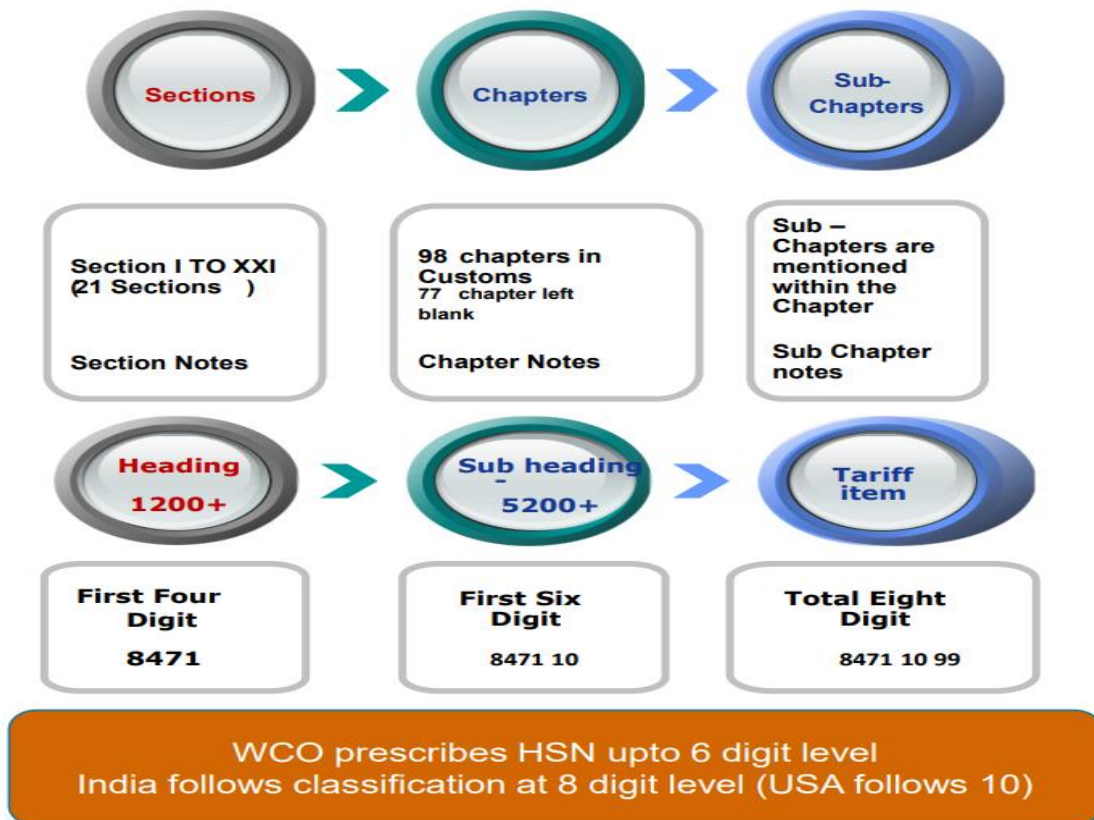 Sections
Chapters
Sub-
Chapters
Section I TO XXI
(21 Sections )
Section Notes
98 chapters in
Customs
77 chapter left
blank
Chapter Notes
Sub –
Chapters are
mentioned
within the
Chapter
Sub Chapter
notes
Heading
1200+
Sub heading
-
5200+
Tariff
item
First Four
Digit
8471
First Six
Digit
8471 10
Total Eight
Digit
8471 10 99
WCO prescribes HSN upto 6 digit level
India follows classification at 8 digit level (USA follows 10)